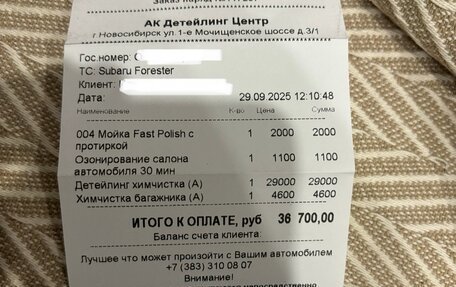 АК Детейлинг Центр
г Новосибирск ул.1-е Мочищенское шоссе д.3/1
Гос.номер: С
ТС: Subaru Forester
Клиент:
Дата: 29.09.2025 12:10:48
Наименование К-во Цена Сумма
004 Мойка Fast Polish с 1 2000 2000
протиркой
Озонирование салона 1 1100 1100
автомобиля 30 мин
Детейлинг химчистка (А) 1 29000 29000
Химчистка багажника (А) 1 4600 4600
ИТОГО К ОПЛАТЕ, руб 36 700,00
Баланс счета клиента:
Лучшее что может произойти с Вашим автомобилем
+7 (383) 310 08 07
Внимание!
непосредственно